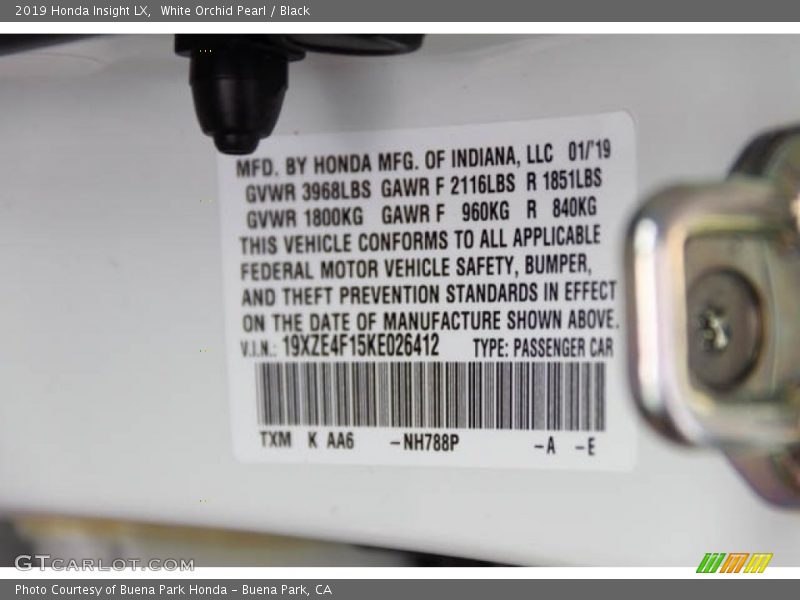 2019 Honda Insight LX,  White Orchid Pearl / Black
MFD. BY HONDA MFG. OF INDIANA, LLC 01/'19
GVWR 3968LBS GAWR F 2116LBS R 1851LBS
GVWR 1800KG GAWR F 960KG R 840KG
THIS VEHICLE CONFORMS TO ALL APPLICABLE
FEDERAL MOTOR VEHICLE SAFETY, BUMPER,
AND THEFT PREVENTION STANDARDS IN EFFECT
ON THE DATE OF MANUFACTURE SHOWN ABOVE.
V.I.N.: 19XZE4F15KE026412 TYPE: PASSENGER CAR
TXM K AA6 -NH788P -A -E
GTCARLOT.COM
Photo Courtesy of Buena Park Honda - Buena Park, CA